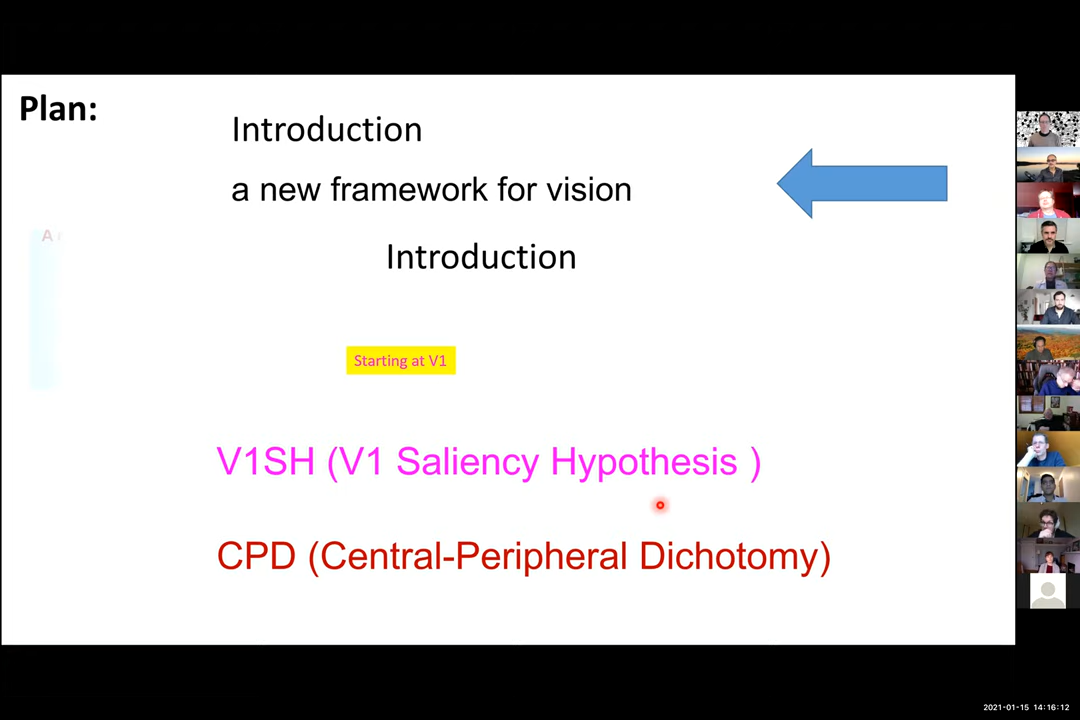 Plan:
Introduction
a new framework for vision
A
Introduction
Starting at V1
V1SH (V1 Saliency Hypothesis )
CPD (Central-Peripheral Dichotomy)
2021-01-15 14:16:12